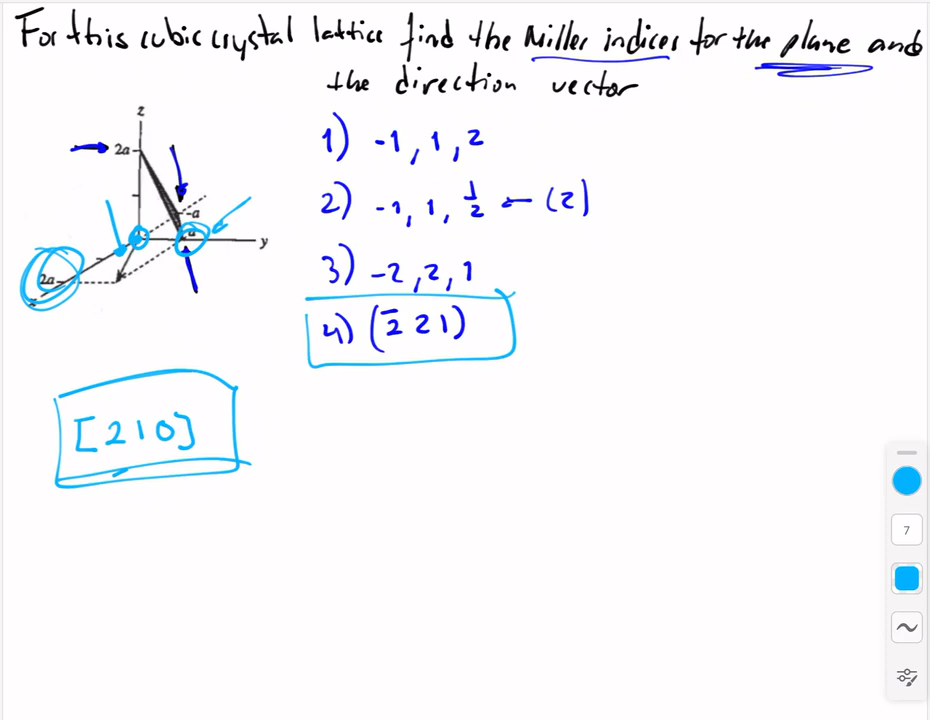 For this cubic crystal lattice find the Miller indices for the plane and
the direction vector
z
2a
-a
a
y
2a
x
1) -1, 1, 2
2) -1, 1, 1/2 ← (2)
3) -2, 2, 1
4) (2̅ 2 1)
[2 1 0]
7